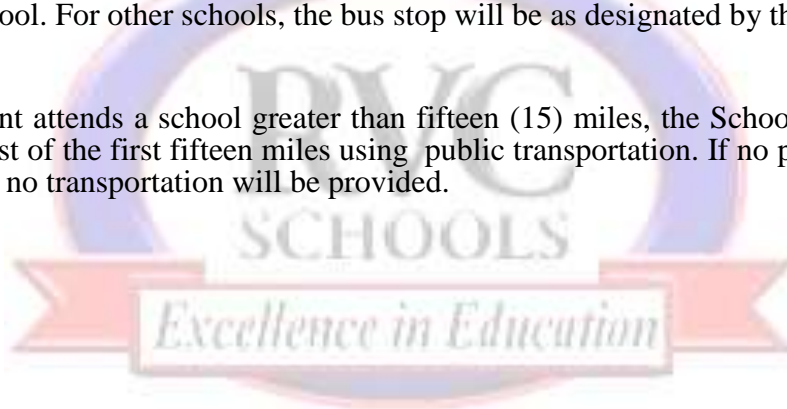 ool. For other schools, the bus stop will be as designated by th
nt attends a school greater than fifteen (15) miles, the Schoo
st of the first fifteen miles using public transportation. If no p
no transportation will be provided.
RVC
SCHOOLS
Excellence in Education